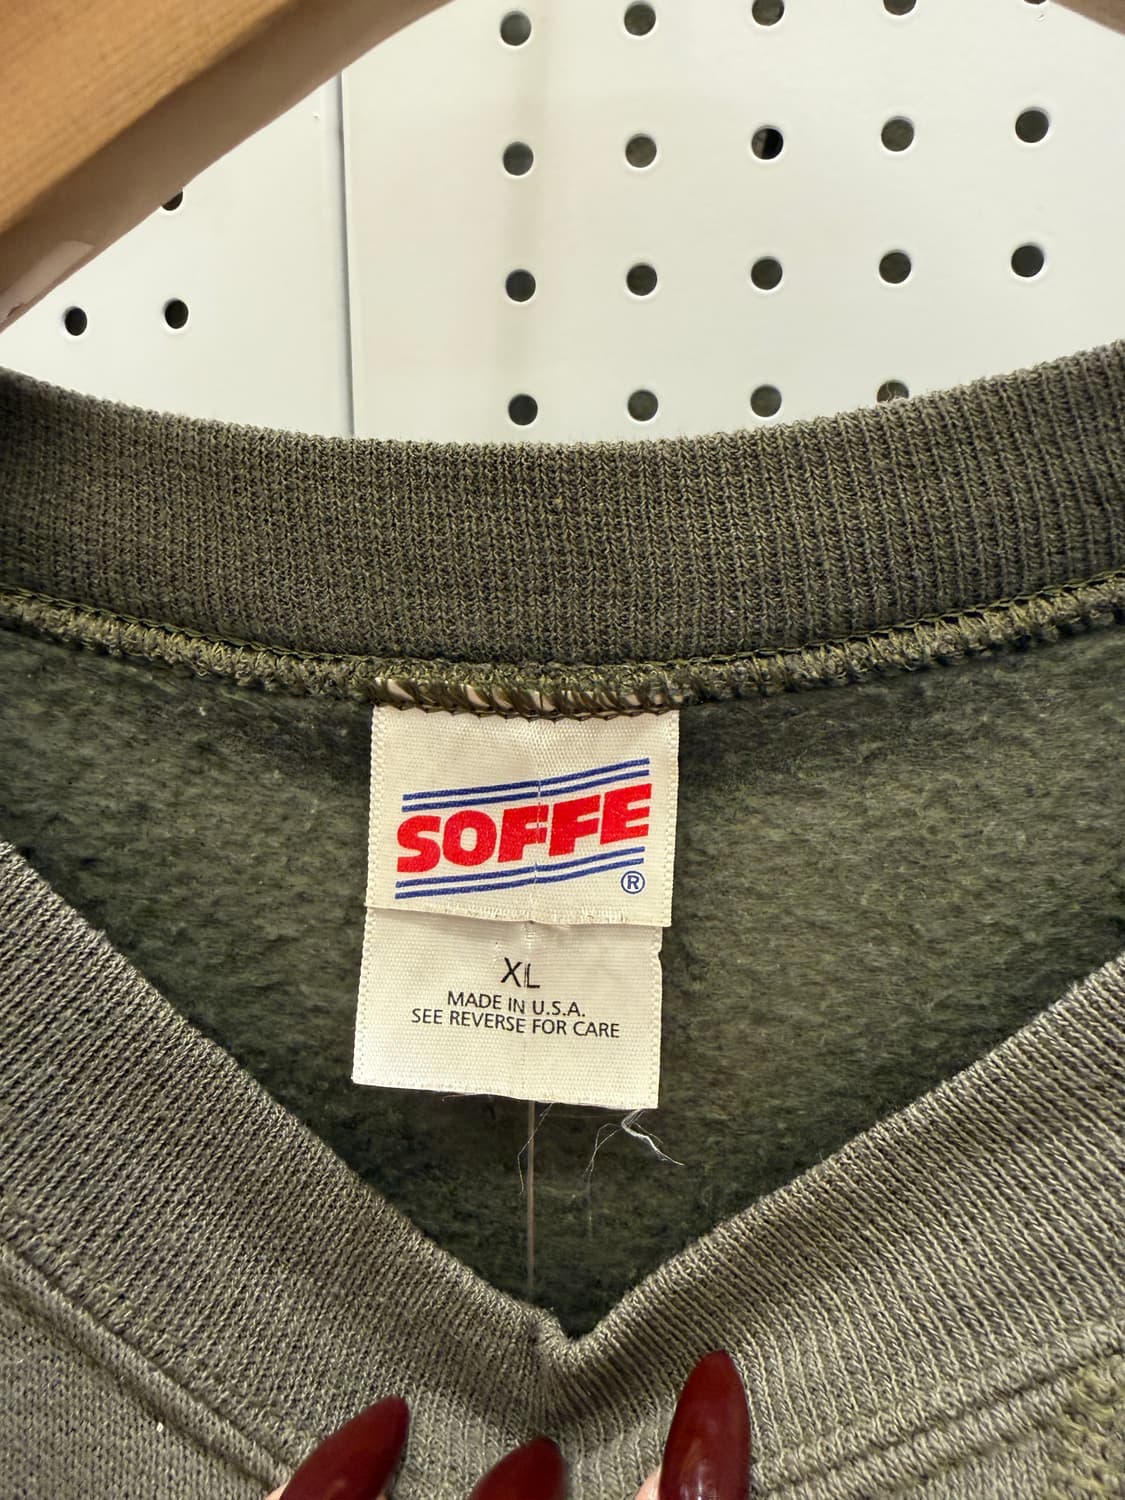 SOFFE
®
XL
MADE IN U.S.A.
SEE REVERSE FOR CARE